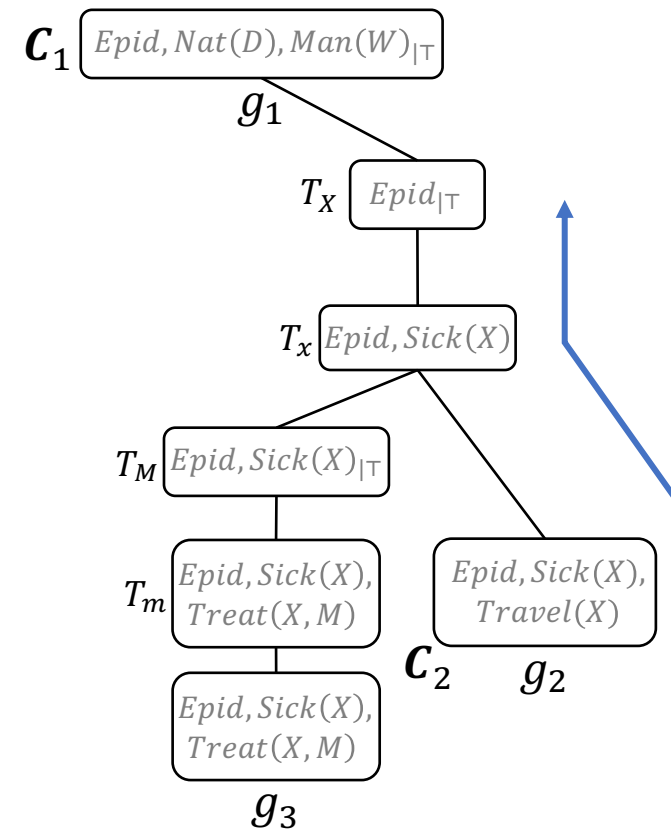 C₁ Epid, Nat(D), Man(W)|⊤
g₁
T_X Epid|⊤
T_x Epid, Sick(X)
T_M Epid, Sick(X)|⊤
T_m Epid, Sick(X),
Treat(X, M)
Epid, Sick(X),
Travel(X)
C₂ g₂
Epid, Sick(X),
Treat(X, M)
g₃